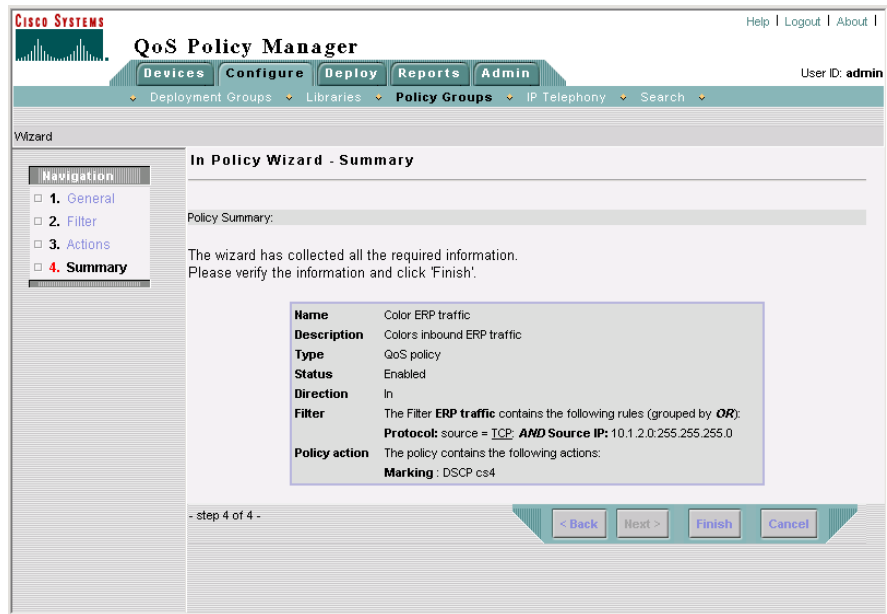 CISCO SYSTEMS
Help | Logout | About |
QoS Policy Manager
Devices Configure Deploy Reports Admin
User ID: admin
Deployment Groups Libraries Policy Groups IP Telephony Search
Wizard
In Policy Wizard - Summary
Navigation
1. General
2. Filter
3. Actions
4. Summary
Policy Summary:
The wizard has collected all the required information.
Please verify the information and click 'Finish'.
Name Color ERP traffic
Description Colors inbound ERP traffic
Type QoS policy
Status Enabled
Direction In
Filter The Filter ERP traffic contains the following rules (grouped by OR):
Protocol: source = TCP; AND Source IP: 10.1.2.0:255.255.255.0
Policy action The policy contains the following actions:
Marking : DSCP cs4
- step 4 of 4 -
< Back Next > Finish Cancel